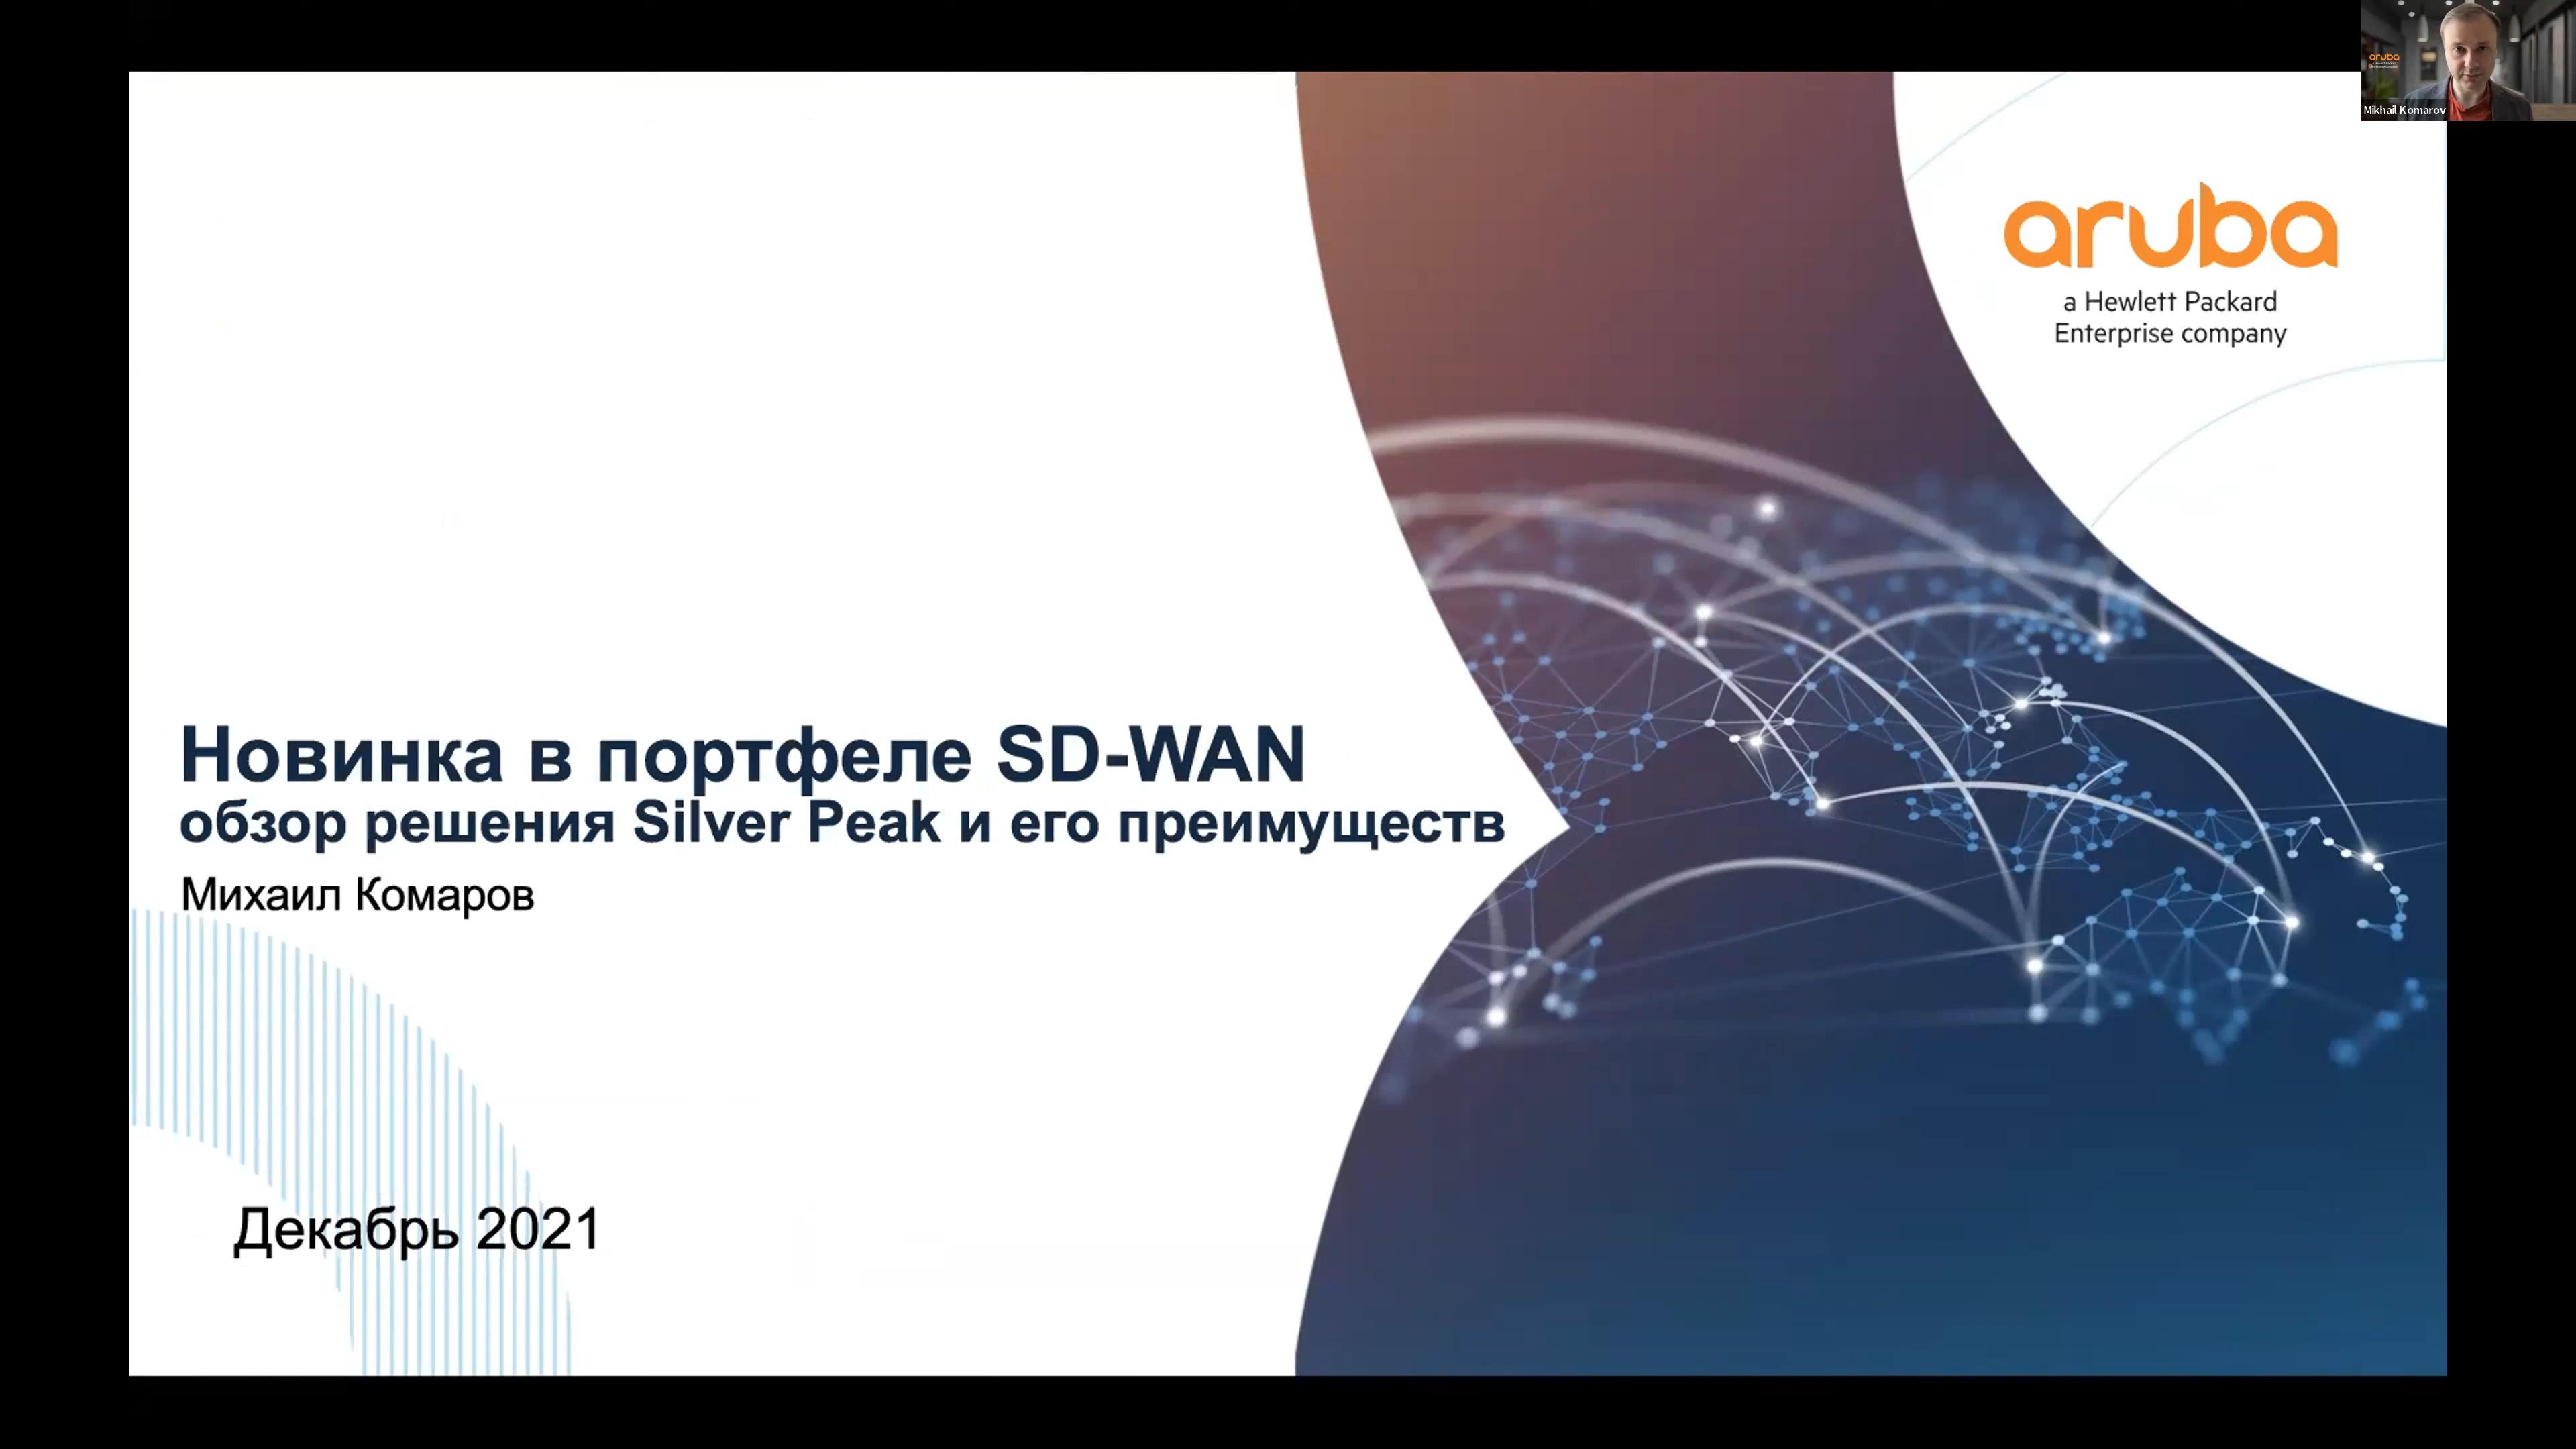 aruba
Mikhail Komarov
aruba
a Hewlett Packard
Enterprise company
Новинка в портфеле SD-WAN
обзор решения Silver Peak и его преимуществ
Михаил Комаров
Декабрь 2021